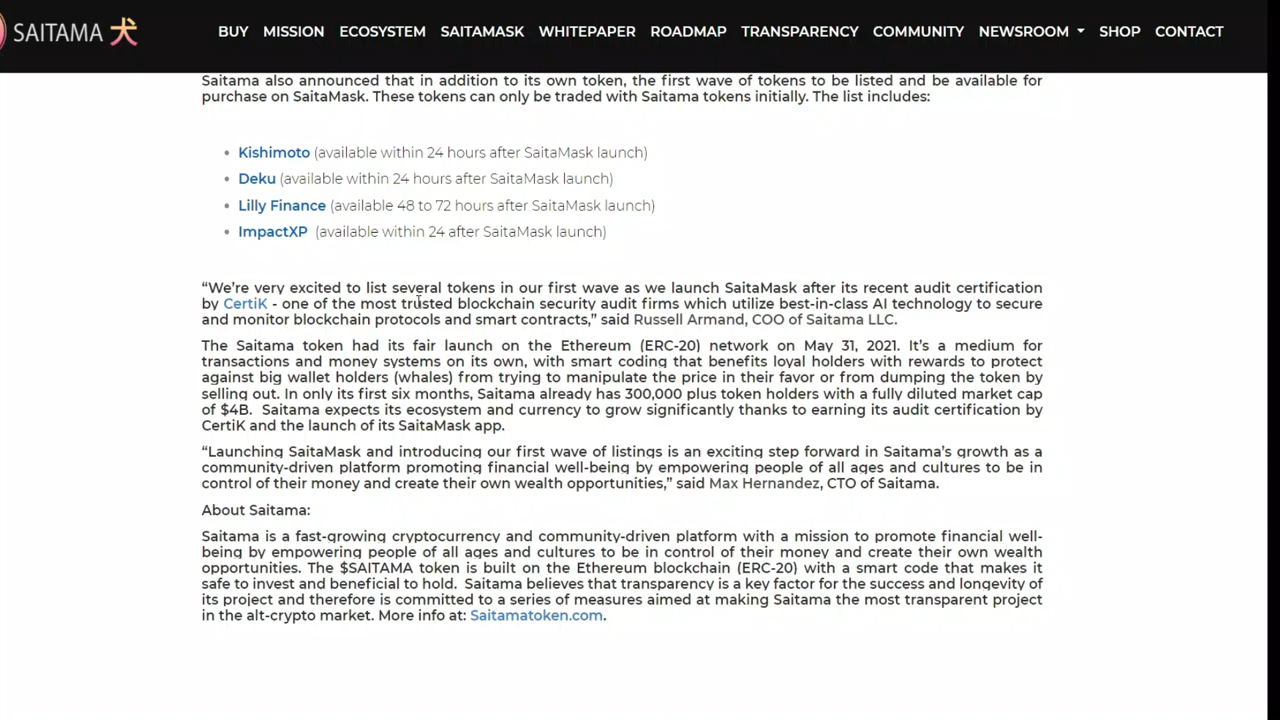 SAITAMA 犬
BUY MISSION ECOSYSTEM SAITAMASK WHITEPAPER ROADMAP TRANSPARENCY COMMUNITY NEWSROOM SHOP CONTACT
Saitama also announced that in addition to its own token, the first wave of tokens to be listed and be available for
purchase on SaitaMask. These tokens can only be traded with Saitama tokens initially. The list includes:
• Kishimoto (available within 24 hours after SaitaMask launch)
• Deku (available within 24 hours after SaitaMask launch)
• Lilly Finance (available 48 to 72 hours after SaitaMask launch)
• ImpactXP (available within 24 after SaitaMask launch)
“We’re very excited to list several tokens in our first wave as we launch SaitaMask after its recent audit certification
by CertiK - one of the most trusted blockchain security audit firms which utilize best-in-class AI technology to secure
and monitor blockchain protocols and smart contracts,” said Russell Armand, COO of Saitama LLC.
The Saitama token had its fair launch on the Ethereum (ERC-20) network on May 31, 2021. It’s a medium for
transactions and money systems on its own, with smart coding that benefits loyal holders with rewards to protect
against big wallet holders (whales) from trying to manipulate the price in their favor or from dumping the token by
selling out. In only its first six months, Saitama already has 300,000 plus token holders with a fully diluted market cap
of $4B. Saitama expects its ecosystem and currency to grow significantly thanks to earning its audit certification by
CertiK and the launch of its SaitaMask app.
“Launching SaitaMask and introducing our first wave of listings is an exciting step forward in Saitama’s growth as a
community-driven platform promoting financial well-being by empowering people of all ages and cultures to be in
control of their money and create their own wealth opportunities,” said Max Hernandez, CTO of Saitama.
About Saitama:
Saitama is a fast-growing cryptocurrency and community-driven platform with a mission to promote financial well-
being by empowering people of all ages and cultures to be in control of their money and create their own wealth
opportunities. The $SAITAMA token is built on the Ethereum blockchain (ERC-20) with a smart code that makes it
safe to invest and beneficial to hold. Saitama believes that transparency is a key factor for the success and longevity of
its project and therefore is committed to a series of measures aimed at making Saitama the most transparent project
in the alt-crypto market. More info at: Saitamatoken.com.